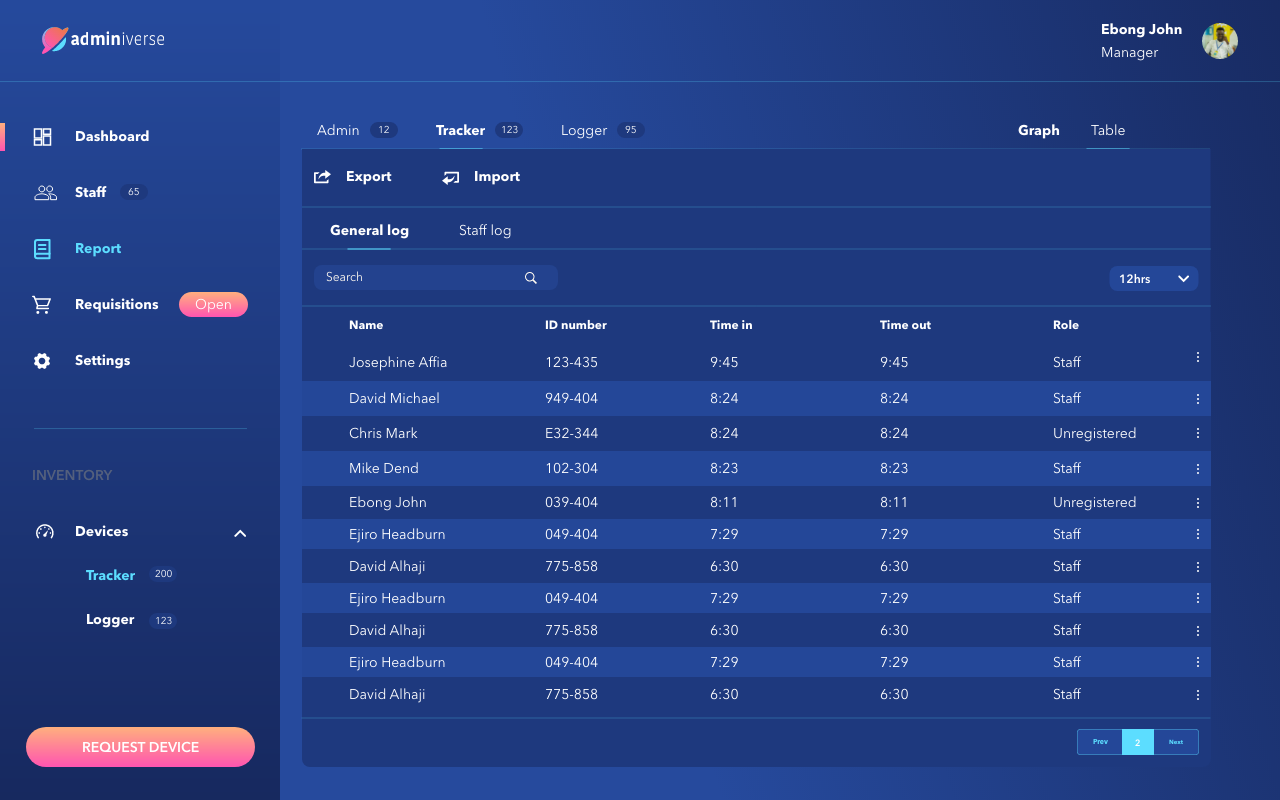 adminiverse
Ebong John
Manager
Dashboard
Staff 65
Report
Requisitions Open
Settings
INVENTORY
Devices
Tracker 200
Logger 123
REQUEST DEVICE
Admin 12 Tracker 123 Logger 95 Graph Table
Export Import
General log Staff log
Search 12hrs
Name ID number Time in Time out Role
Josephine Affia 123-435 9:45 9:45 Staff
David Michael 949-404 8:24 8:24 Staff
Chris Mark E32-344 8:24 8:24 Unregistered
Mike Dend 102-304 8:23 8:23 Staff
Ebong John 039-404 8:11 8:11 Unregistered
Ejiro Headburn 049-404 7:29 7:29 Staff
David Alhaji 775-858 6:30 6:30 Staff
Ejiro Headburn 049-404 7:29 7:29 Staff
David Alhaji 775-858 6:30 6:30 Staff
Ejiro Headburn 049-404 7:29 7:29 Staff
David Alhaji 775-858 6:30 6:30 Staff
Prev 2 Next